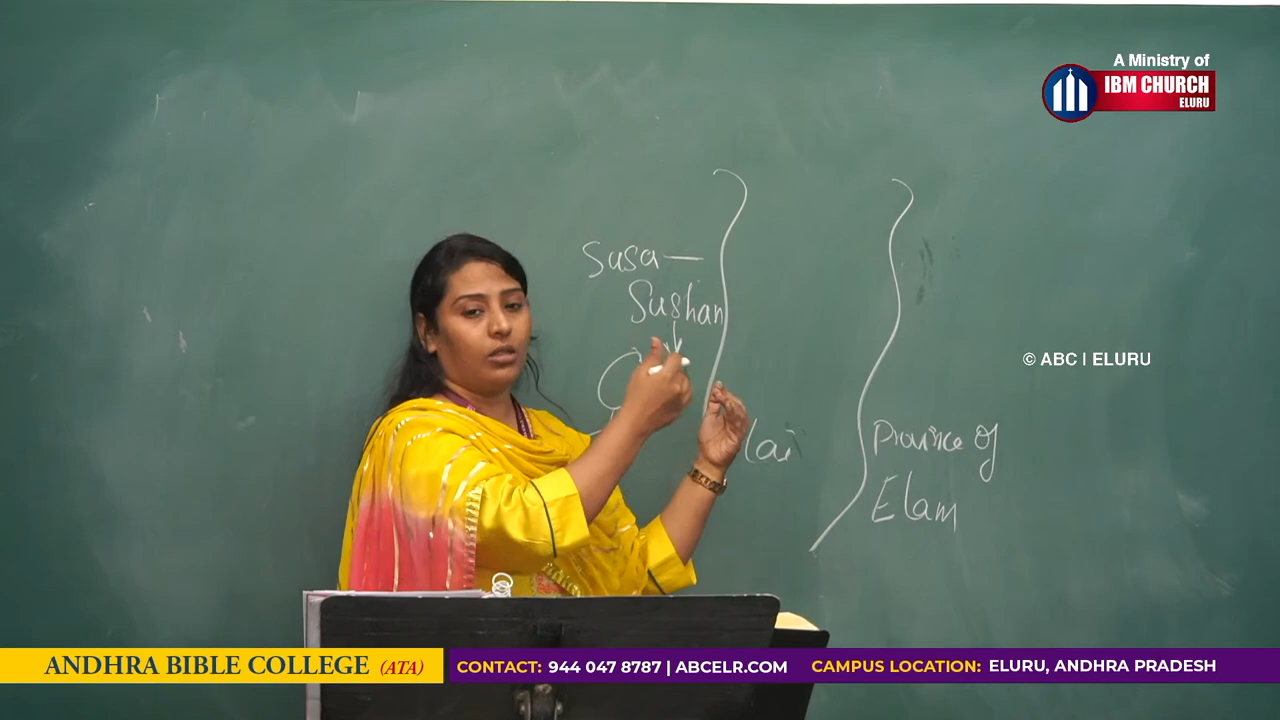 A Ministry of
IBM CHURCH
ELURU
Susa —
Sushan
© ABC | ELURU
lai
Province of
Elam
ANDHRA BIBLE COLLEGE (ATA)
CONTACT: 944 047 8787 | ABCELR.COM
CAMPUS LOCATION: ELURU, ANDHRA PRADESH